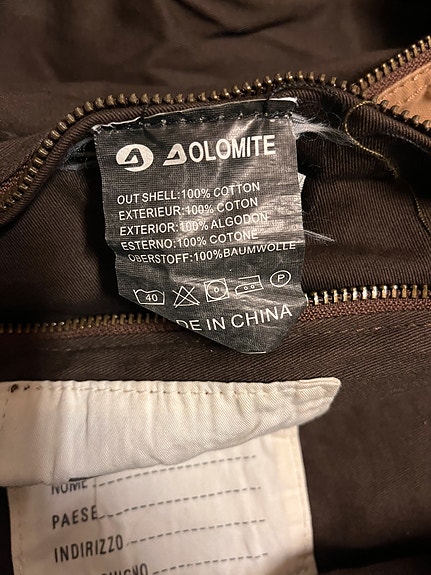 DOLOMITE
OUT SHELL:100% COTTON
EXTERIEUR:100% COTON
EXTERIOR:100% ALGODON
ESTERNO:100% COTONE
OBERSTOFF:100%BAUMWOLLE
40 P
DE IN CHINA
NOME
PAESE
INDIRIZZO